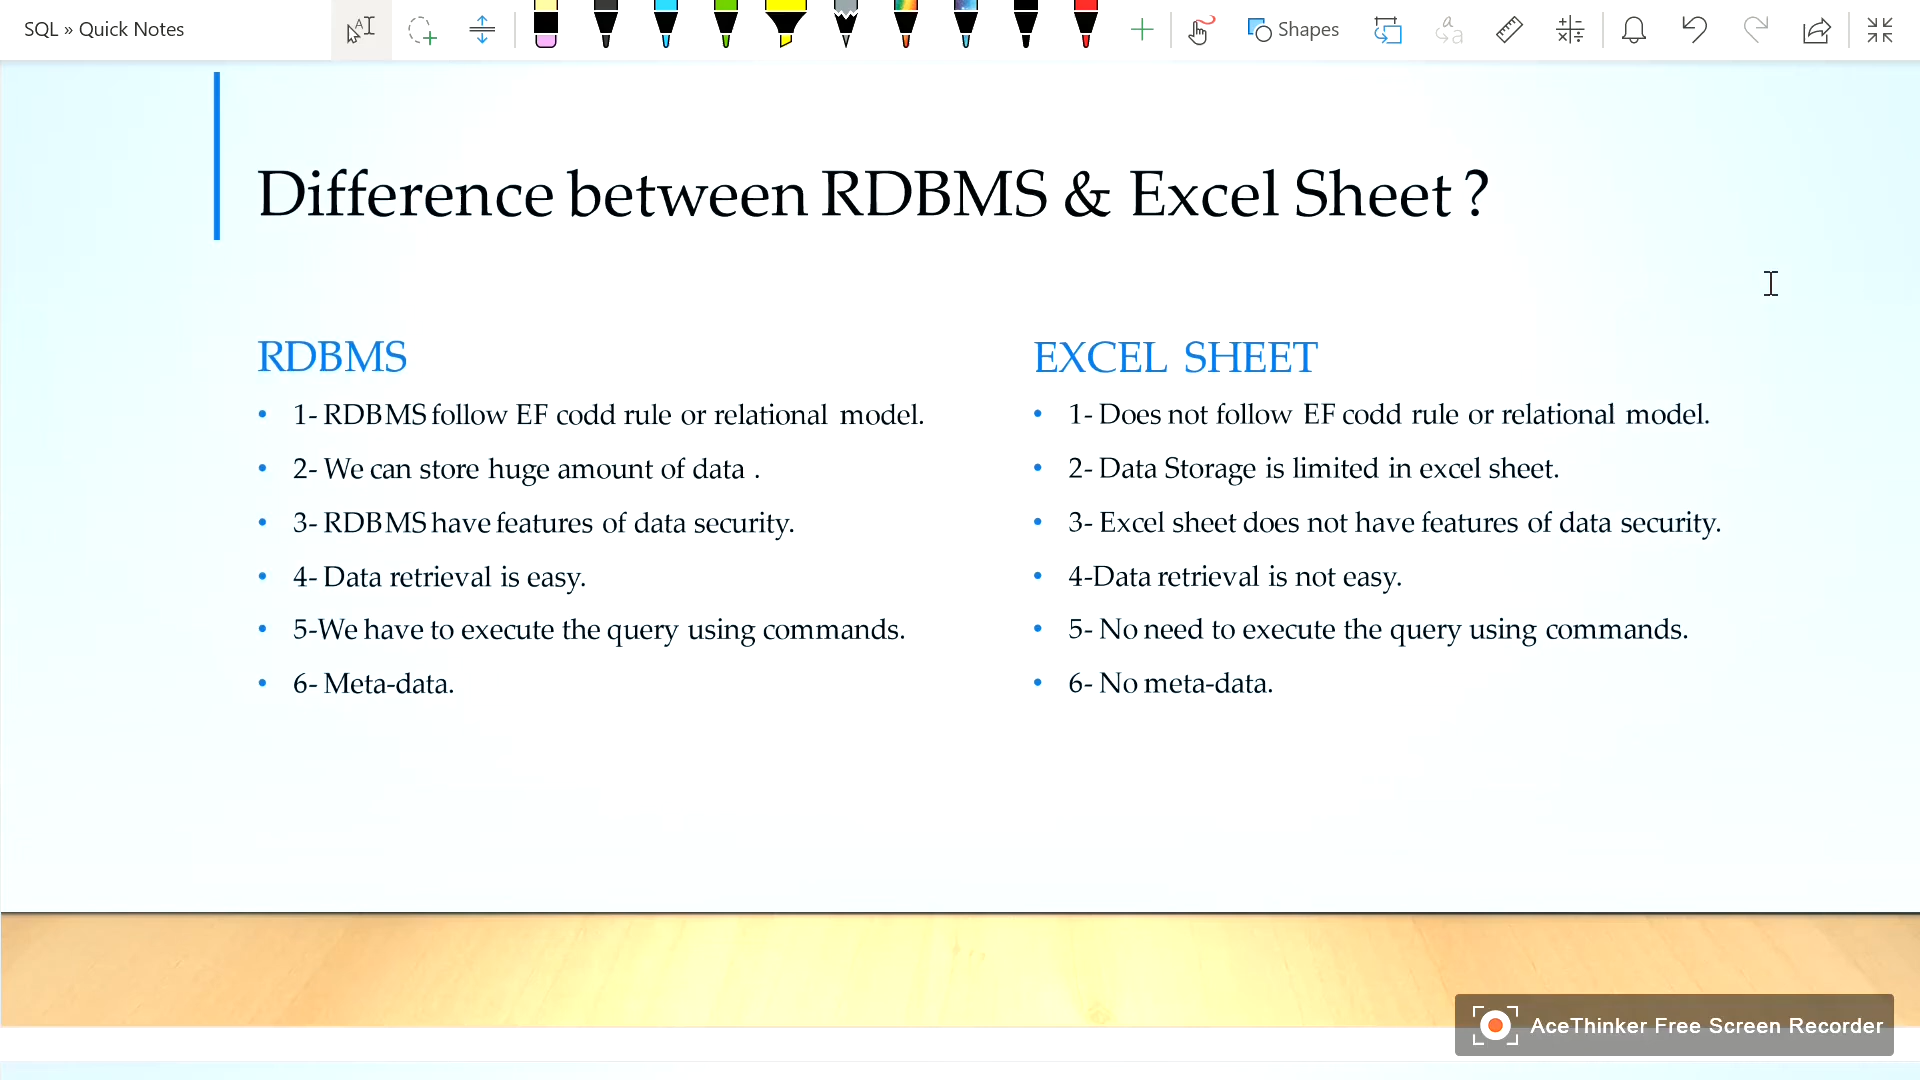 SQL » Quick Notes
Shapes
Difference between RDBMS & Excel Sheet ?
RDBMS
• 1- RDBMS follow EF codd rule or relational model.
• 2- We can store huge amount of data .
• 3- RDBMS have features of data security.
• 4- Data retrieval is easy.
• 5-We have to execute the query using commands.
• 6- Meta-data.
EXCEL SHEET
• 1- Does not follow EF codd rule or relational model.
• 2- Data Storage is limited in excel sheet.
• 3- Excel sheet does not have features of data security.
• 4-Data retrieval is not easy.
• 5- No need to execute the query using commands.
• 6- No meta-data.
AceThinker Free Screen Recorder